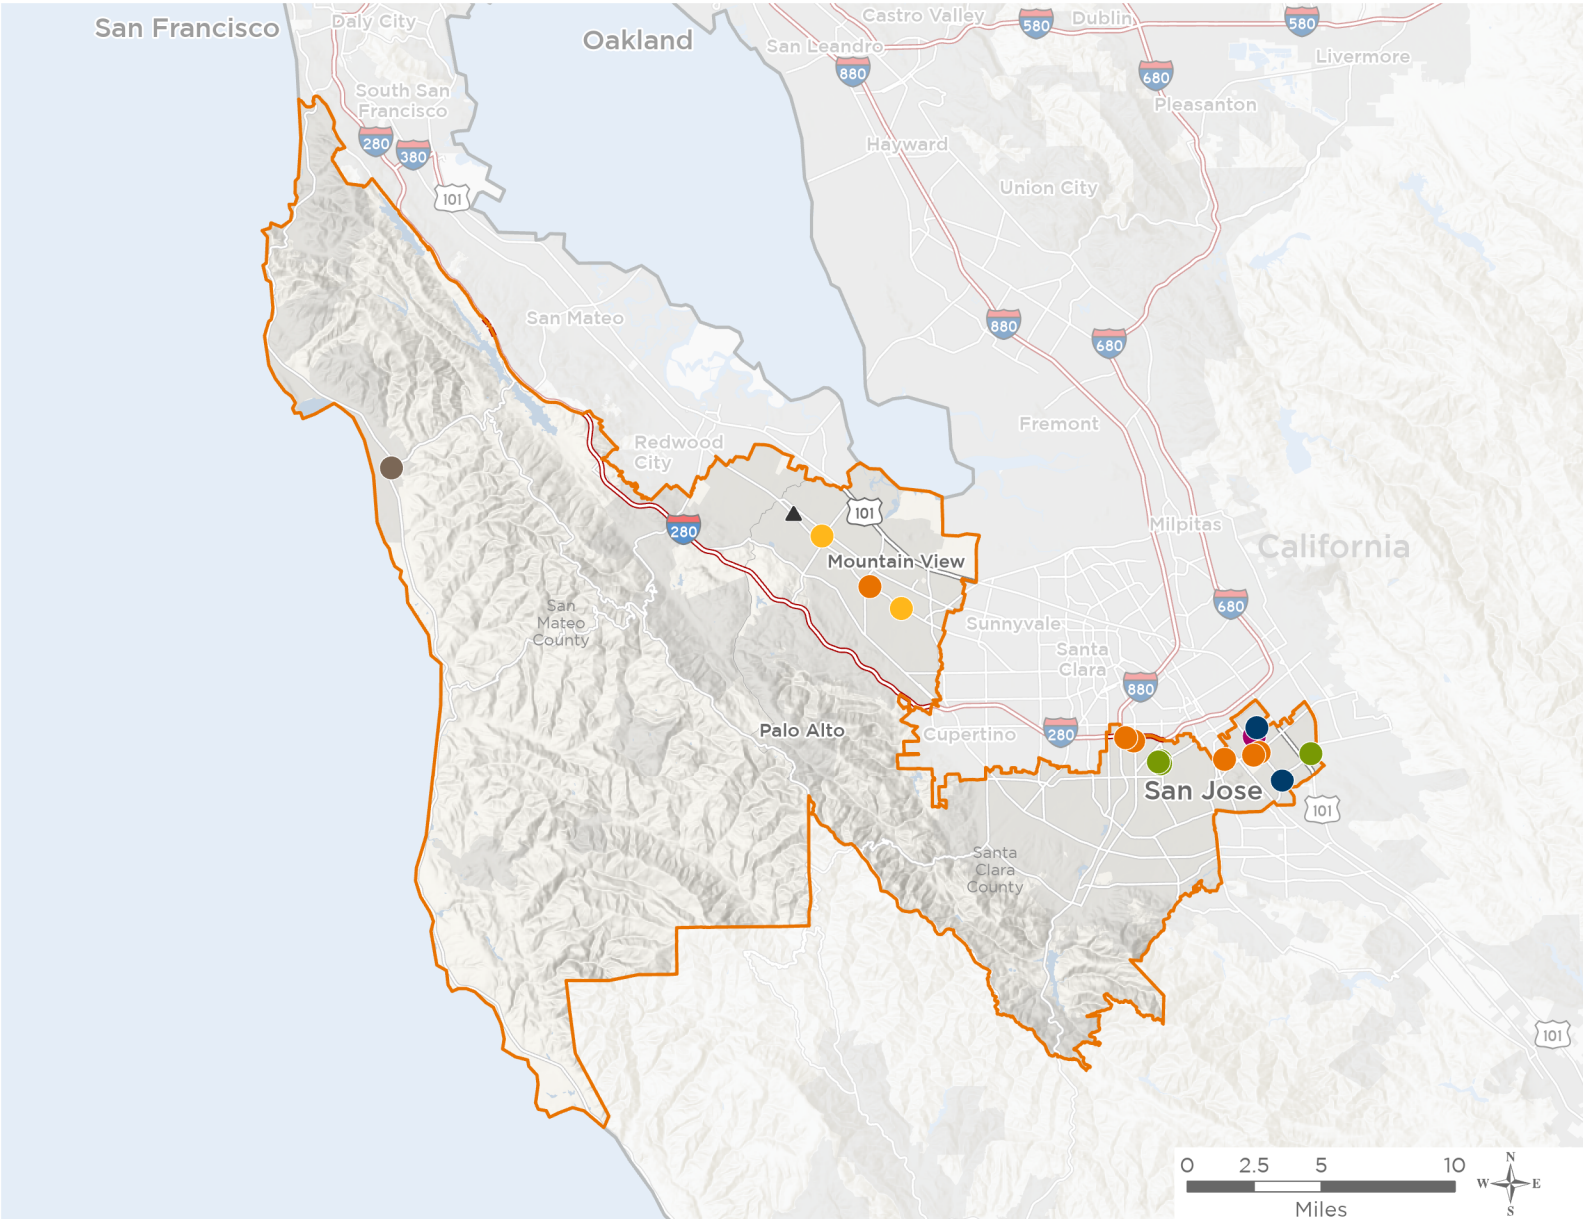 San Francisco
Daly City
Oakland
Castro Valley
Dublin
580
580
San Leandro
880
Livermore
680
South San
Francisco
Pleasanton
280
380
Hayward
101
Union City
San Mateo
880
680
Fremont
Redwood
City
101
280
Milpitas
California
Mountain View
San
Mateo
County
680
Sunnyvale
Santa
Clara
880
Palo Alto
Cupertino
280
San Jose
101
Santa
Clara
County
101
0 2.5 5 10
Miles
N
W E
S